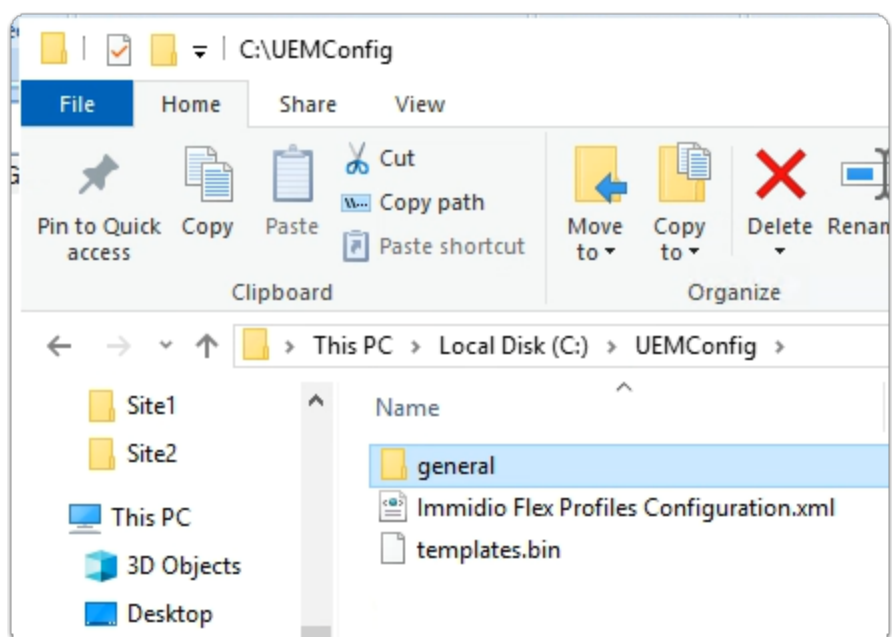 C:\UEMConfig
File Home Share View
Pin to Quick access
Copy
Paste
Cut
Copy path
Paste shortcut
Move to
Copy to
Delete
Clipboard
Organize
This PC > Local Disk (C:) > UEMConfig >
Site1
Site2
This PC
3D Objects
Desktop
Name
general
Immidio Flex Profiles Configuration.xml
templates.bin